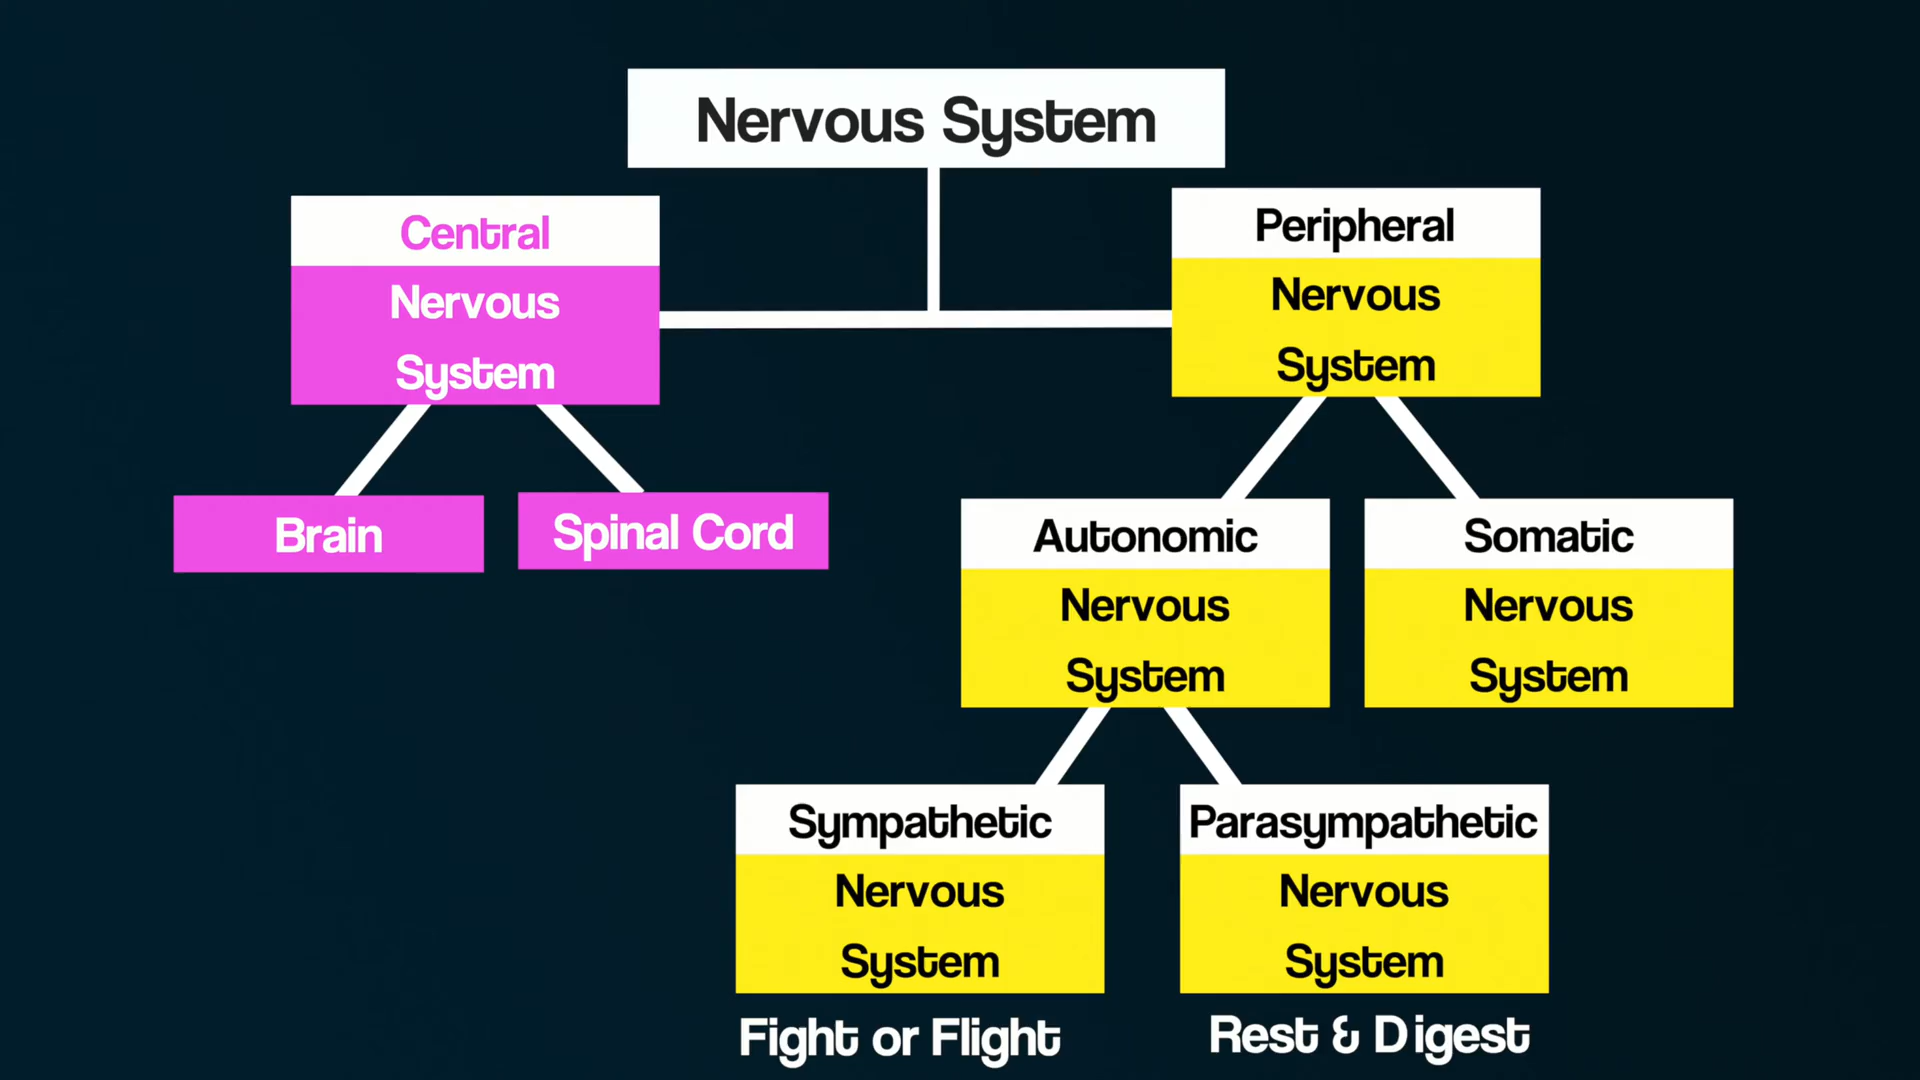 Nervous System
Central
Nervous
System
Peripheral
Nervous
System
Brain
Spinal Cord
Autonomic
Nervous
System
Somatic
Nervous
System
Sympathetic
Nervous
System
Fight or Flight
Parasympathetic
Nervous
System
Rest & Digest